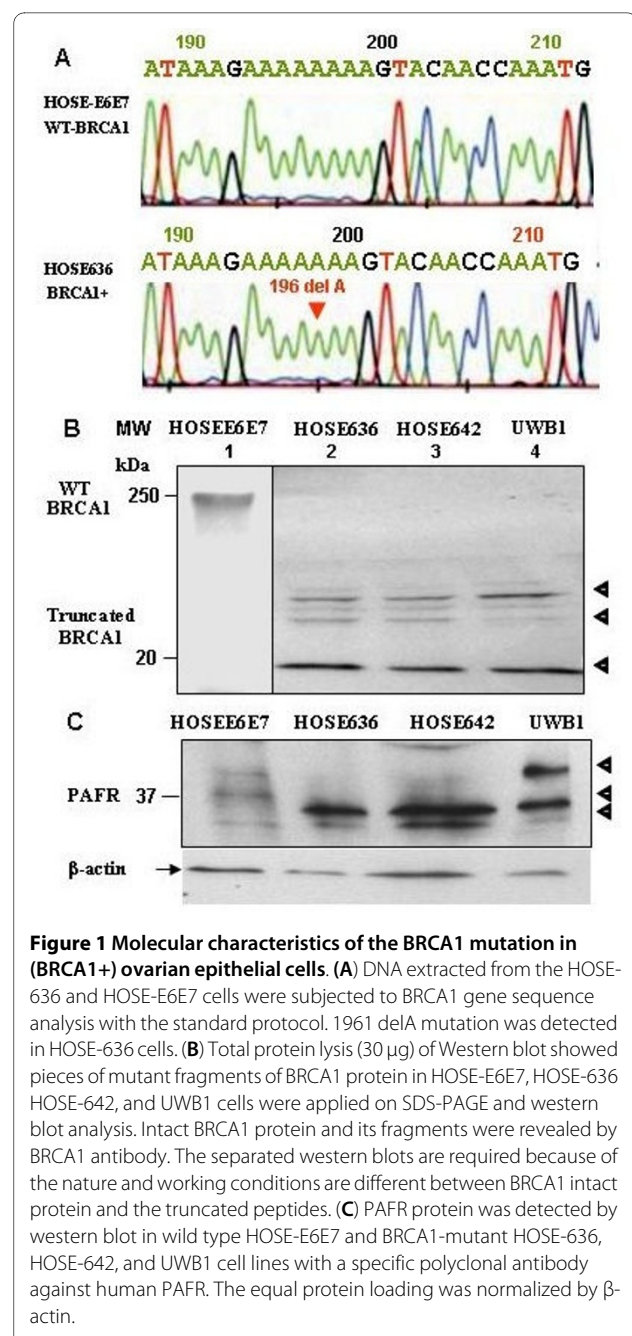 A
190 200 210
ATAAAGAAAAAAAAGTACAACCAAATG
HOSE-E6E7
WT-BRCA1
190 200 210
ATAAAGAAAAAAAGTACAACCAAATG
HOSE636
BRCA1+
196 del A
B MW HOSEE6E7 HOSE636 HOSE642 UWB1
1 2 3 4
kDa
WT
BRCA1
250
Truncated
BRCA1
20
C HOSEE6E7 HOSE636 HOSE642 UWB1
PAFR 37
β-actin
Figure 1 Molecular characteristics of the BRCA1 mutation in
(BRCA1+) ovarian epithelial cells. (A) DNA extracted from the HOSE-
636 and HOSE-E6E7 cells were subjected to BRCA1 gene sequence
analysis with the standard protocol. 1961 delA mutation was detected
in HOSE-636 cells. (B) Total protein lysis (30 μg) of Western blot showed
pieces of mutant fragments of BRCA1 protein in HOSE-E6E7, HOSE-636
HOSE-642, and UWB1 cells were applied on SDS-PAGE and western
blot analysis. Intact BRCA1 protein and its fragments were revealed by
BRCA1 antibody. The separated western blots are required because of
the nature and working conditions are different between BRCA1 intact
protein and the truncated peptides. (C) PAFR protein was detected by
western blot in wild type HOSE-E6E7 and BRCA1-mutant HOSE-636,
HOSE-642, and UWB1 cell lines with a specific polyclonal antibody
against human PAFR. The equal protein loading was normalized by β-
actin.